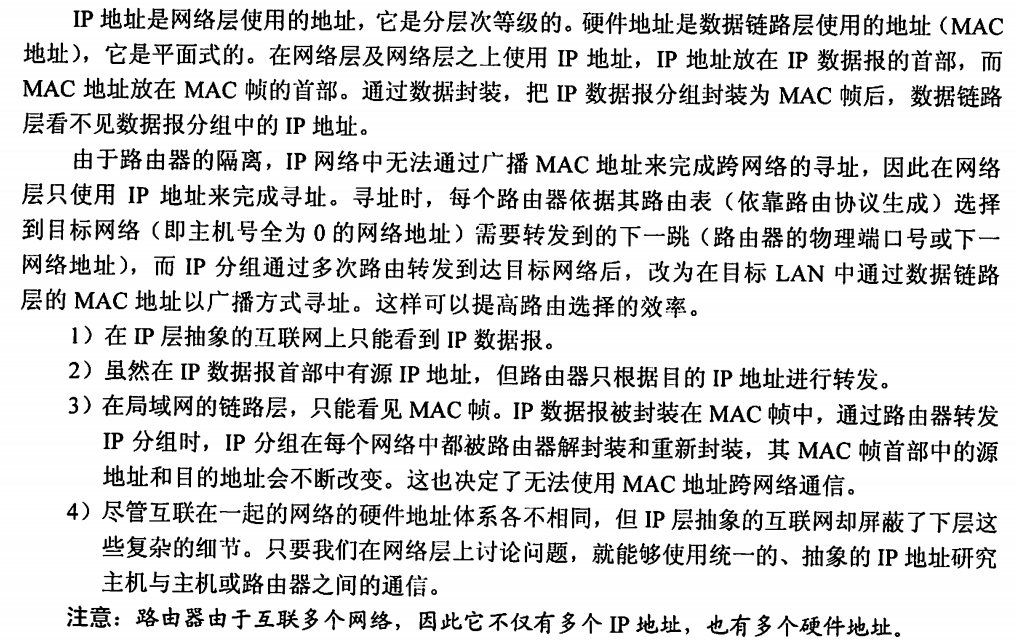 IP 地址是网络层使用的地址，它是分层次等级的。硬件地址是数据链路层使用的地址（MAC
地址），它是平面式的。在网络层及网络层之上使用 IP 地址，IP 地址放在 IP 数据报的首部，而
MAC 地址放在 MAC 帧的首部。通过数据封装，把 IP 数据报分组封装为 MAC 帧后，数据链路
层看不见数据报分组中的 IP 地址。
由于路由器的隔离，IP 网络中无法通过广播 MAC 地址来完成跨网络的寻址，因此在网络
层只使用 IP 地址来完成寻址。寻址时，每个路由器依据其路由表（依靠路由协议生成）选择
到目标网络（即主机号全为 0 的网络地址）需要转发到的下一跳（路由器的物理端口号或下一
网络地址），而 IP 分组通过多次路由转发到达目标网络后，改为在目标 LAN 中通过数据链路
层的 MAC 地址以广播方式寻址。这样可以提高路由选择的效率。
1）在 IP 层抽象的互联网上只能看到 IP 数据报。
2）虽然在 IP 数据报首部中有源 IP 地址，但路由器只根据目的 IP 地址进行转发。
3）在局域网的链路层，只能看见 MAC 帧。IP 数据报被封装在 MAC 帧中，通过路由器转发
IP 分组时，IP 分组在每个网络中都被路由器解封装和重新封装，其 MAC 帧首部中的源
地址和目的地址会不断改变。这也决定了无法使用 MAC 地址跨网络通信。
4）尽管互联在一起的网络的硬件地址体系各不相同，但 IP 层抽象的互联网却屏蔽了下层这
些复杂的细节。只要我们在网络层上讨论问题，就能够使用统一的、抽象的 IP 地址研究
主机与主机或路由器之间的通信。
注意：路由器由于互联多个网络，因此它不仅有多个 IP 地址，也有多个硬件地址。